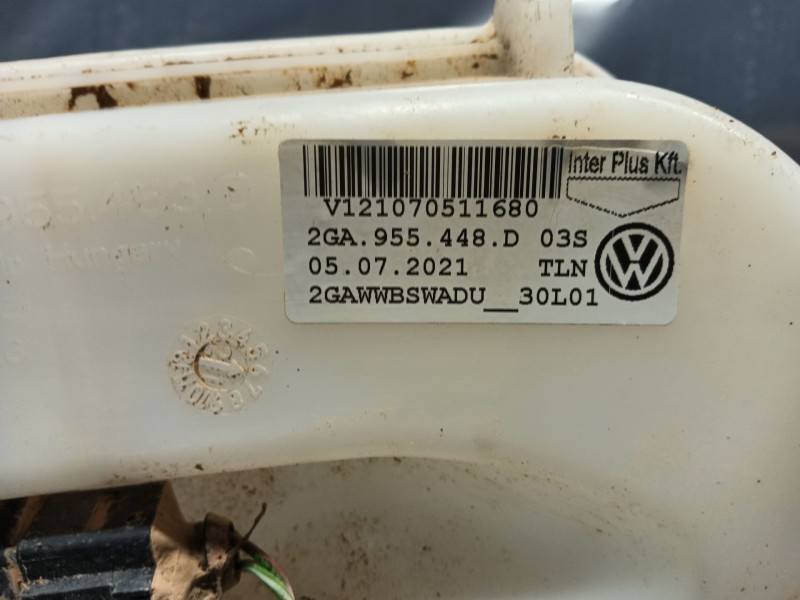 Inter Plus Kft.
V121070511680
2GA.955.448.D 03S
05.07.2021 TLN
2GAWWBSWADU__30L01